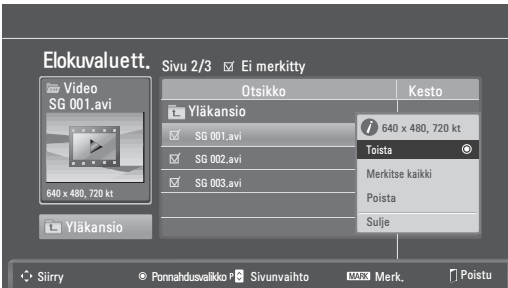 Elokuvaluett.
Sivu 2/3 ☑ Ei merkitty
Video
SG 001.avi
640 x 480, 720 kt
Yläkansio
Otsikko Kesto
Yläkansio
☑ SG 001.avi
☑ SG 002.avi
☑ SG 003.avi
640 x 480, 720 kt
Toista
Merkitse kaikki
Poista
Sulje
Siirry Ponnahdusvalikko P Sivunvaihto MARK Merk. Poistu